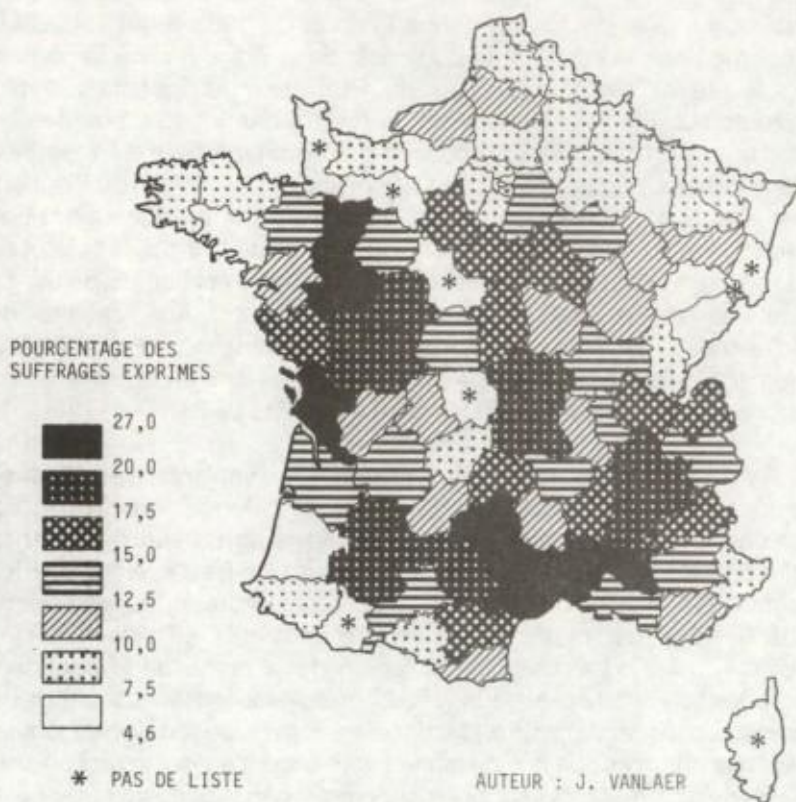 POURCENTAGE DES
SUFFRAGES EXPRIMES
27,0
20,0
17,5
15,0
12,5
10,0
7,5
4,6
* PAS DE LISTE
AUTEUR : J. VANLAER